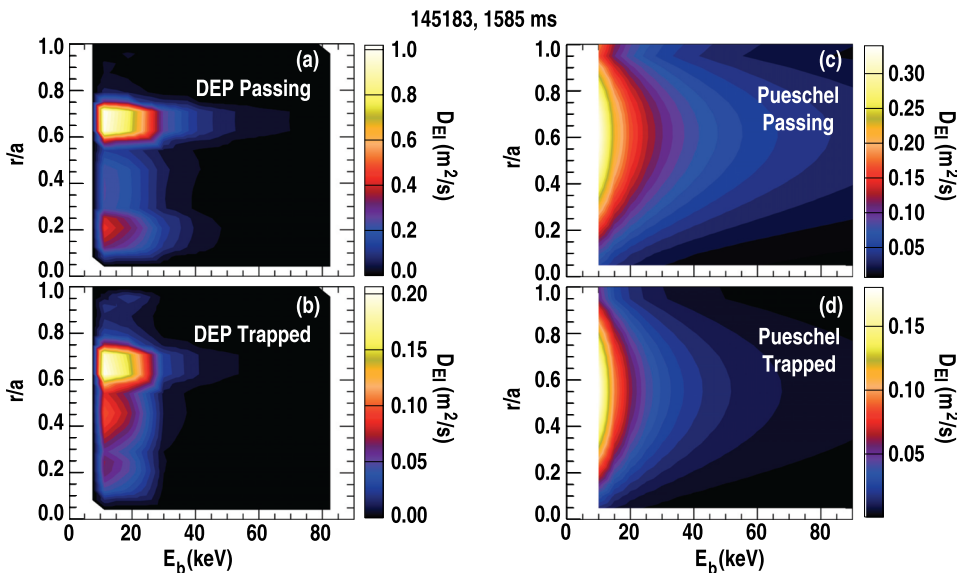 145183, 1585 ms
(a)
DEP Passing
r/a
1.0
0.8
0.6
0.4
0.2
0.0
1.0
0.8
0.6
0.4
0.2
0.0
D_EI (m²/s)
(c)
Pueschel
Passing
r/a
1.0
0.8
0.6
0.4
0.2
0.0
0.30
0.25
0.20
0.15
0.10
0.05
D_EI (m²/s)
(b)
DEP Trapped
r/a
1.0
0.8
0.6
0.4
0.2
0.0
0 20 40 60 80
E_b(keV)
0.20
0.15
0.10
0.05
0.00
D_EI (m²/s)
(d)
Pueschel
Trapped
r/a
1.0
0.8
0.6
0.4
0.2
0.0
0 20 40 60 80
E_b(keV)
0.15
0.10
0.05
D_EI (m²/s)